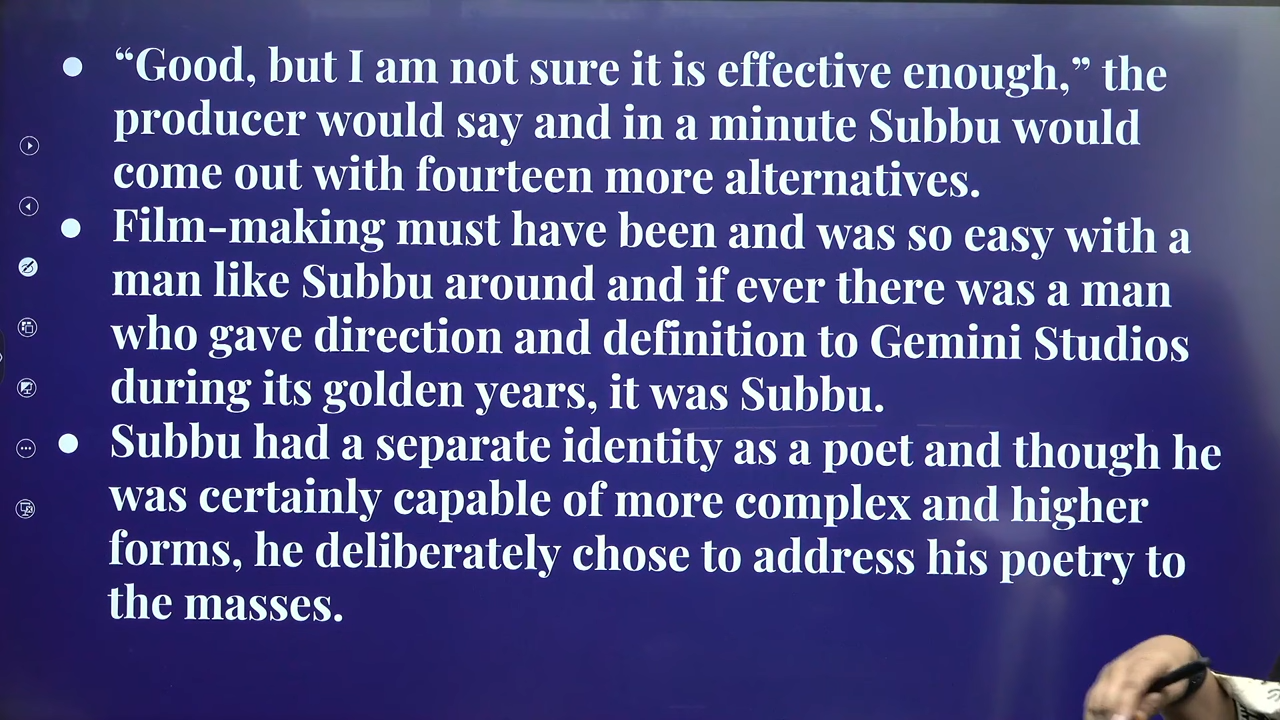 • “Good, but I am not sure it is effective enough,” the
producer would say and in a minute Subbu would
come out with fourteen more alternatives.
• Film-making must have been and was so easy with a
man like Subbu around and if ever there was a man
who gave direction and definition to Gemini Studios
during its golden years, it was Subbu.
• Subbu had a separate identity as a poet and though he
was certainly capable of more complex and higher
forms, he deliberately chose to address his poetry to
the masses.